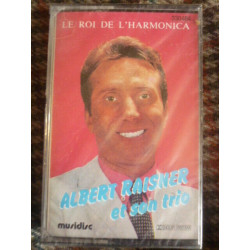 LE ROI DE L'HARMONICA
ALBERT RAISNER
et son trio
musidisc